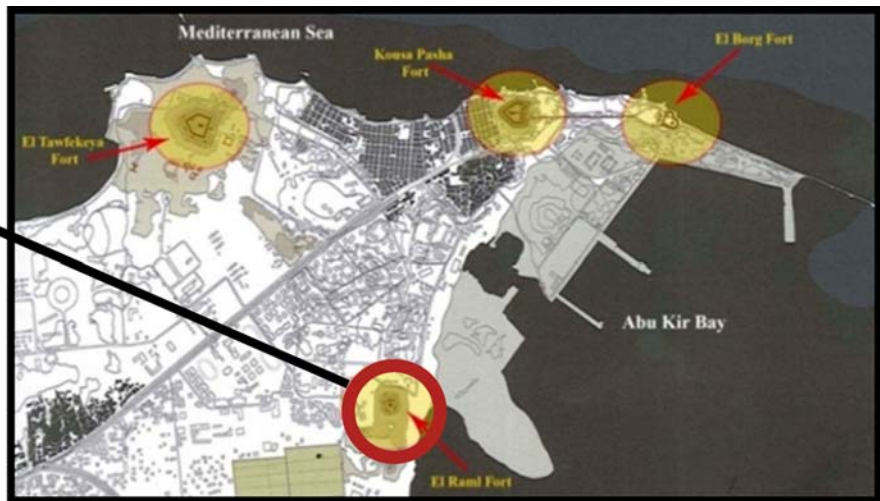 Mediterranean Sea
El Borg Fort
Kousa Pasha
Fort
El Tawfekeya
Fort
Abu Kir Bay
El Raml Fort